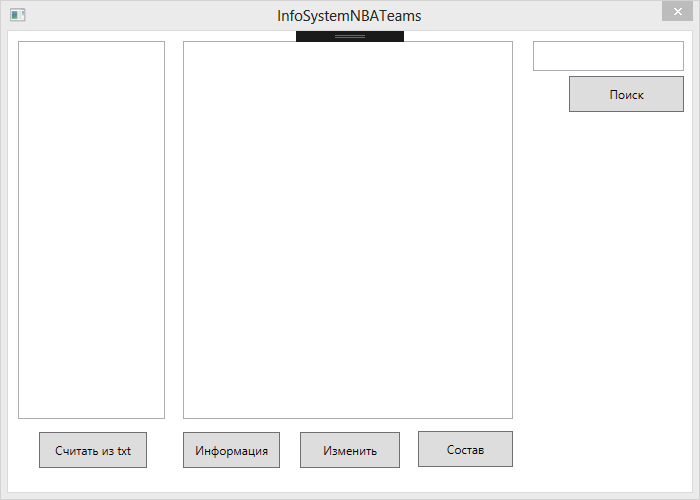 InfoSystemNBATeams
Поиск
Считать из txt
Информация
Изменить
Состав